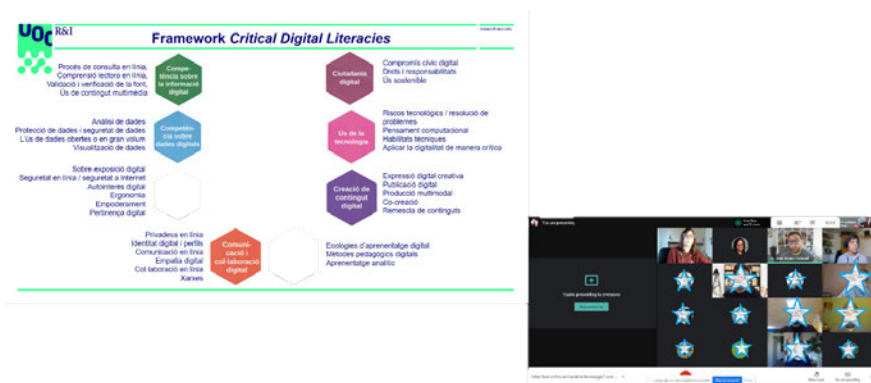 UOC R&I
Framework Critical Digital Literacies
Procés de consulta en línia,
Comprensió lectora en línia,
Validació i verificació de la font,
Ús de contingut multimèdia
Compe-
tència sobre
la informació
digital
Anàlisi de dades
Protecció de dades i seguretat de dades
L'ús de dades obertes o en gran volum
Visualització de dades
Competèn-
cia sobre
dades digitals
Sobre-exposició digital
Seguretat en línia / seguretat a Internet
Autointerès digital
Ergonomia
Empoderament
Pertinença digital
Privadesa en línia
Identitat digital i perfils
Comunicació en línia
Empatia digital
Col·laboració en línia
Xarxes
Comuni-
cació i
col·laboració
digital
Ciutadania
digital
Compromís cívic digital
Drets i responsabilitats
Ús sostenible
Ús de la
tecnologia
Riscos tecnològics / resolució de
problemes
Pensament computacional
Habilitats tècniques
Aplicar la digitalitat de manera crítica
Creació de
contingut
digital
Expressió digital creativa
Publicació digital
Producció multimodal
Co-creació
Remescla de continguts
Ecologies d'aprenentatge digital
Mètodes pedagògics digitals
Aprenentatge analític
You're presenting to everyone